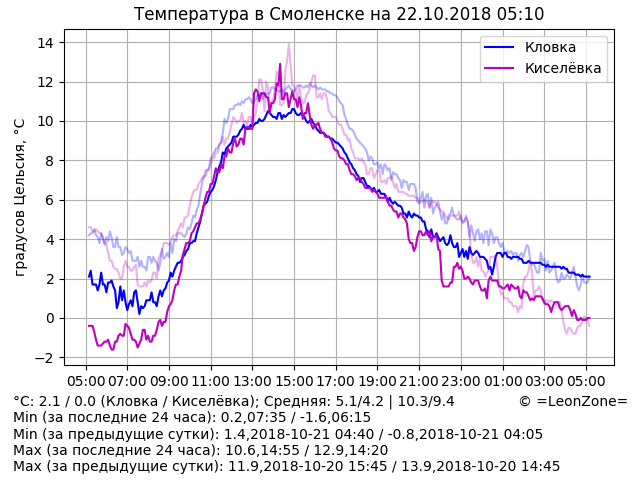 Температура в Смоленске на 22.10.2018 05:10
Кловка
Киселёвка
градусов Цельсия, °C
14
12
10
8
6
4
2
0
−2
05:00 07:00 09:00 11:00 13:00 15:00 17:00 19:00 21:00 23:00 01:00 03:00 05:00
°C: 2.1 / 0.0 (Кловка / Киселёвка); Средняя: 5.1/4.2 | 10.3/9.4 © =LeonZone=
Min (за последние 24 часа): 0.2,07:35 / -1.6,06:15
Min (за предыдущие сутки): 1.4,2018-10-21 04:40 / -0.8,2018-10-21 04:05
Max (за последние 24 часа): 10.6,14:55 / 12.9,14:20
Max (за предыдущие сутки): 11.9,2018-10-20 15:45 / 13.9,2018-10-20 14:45